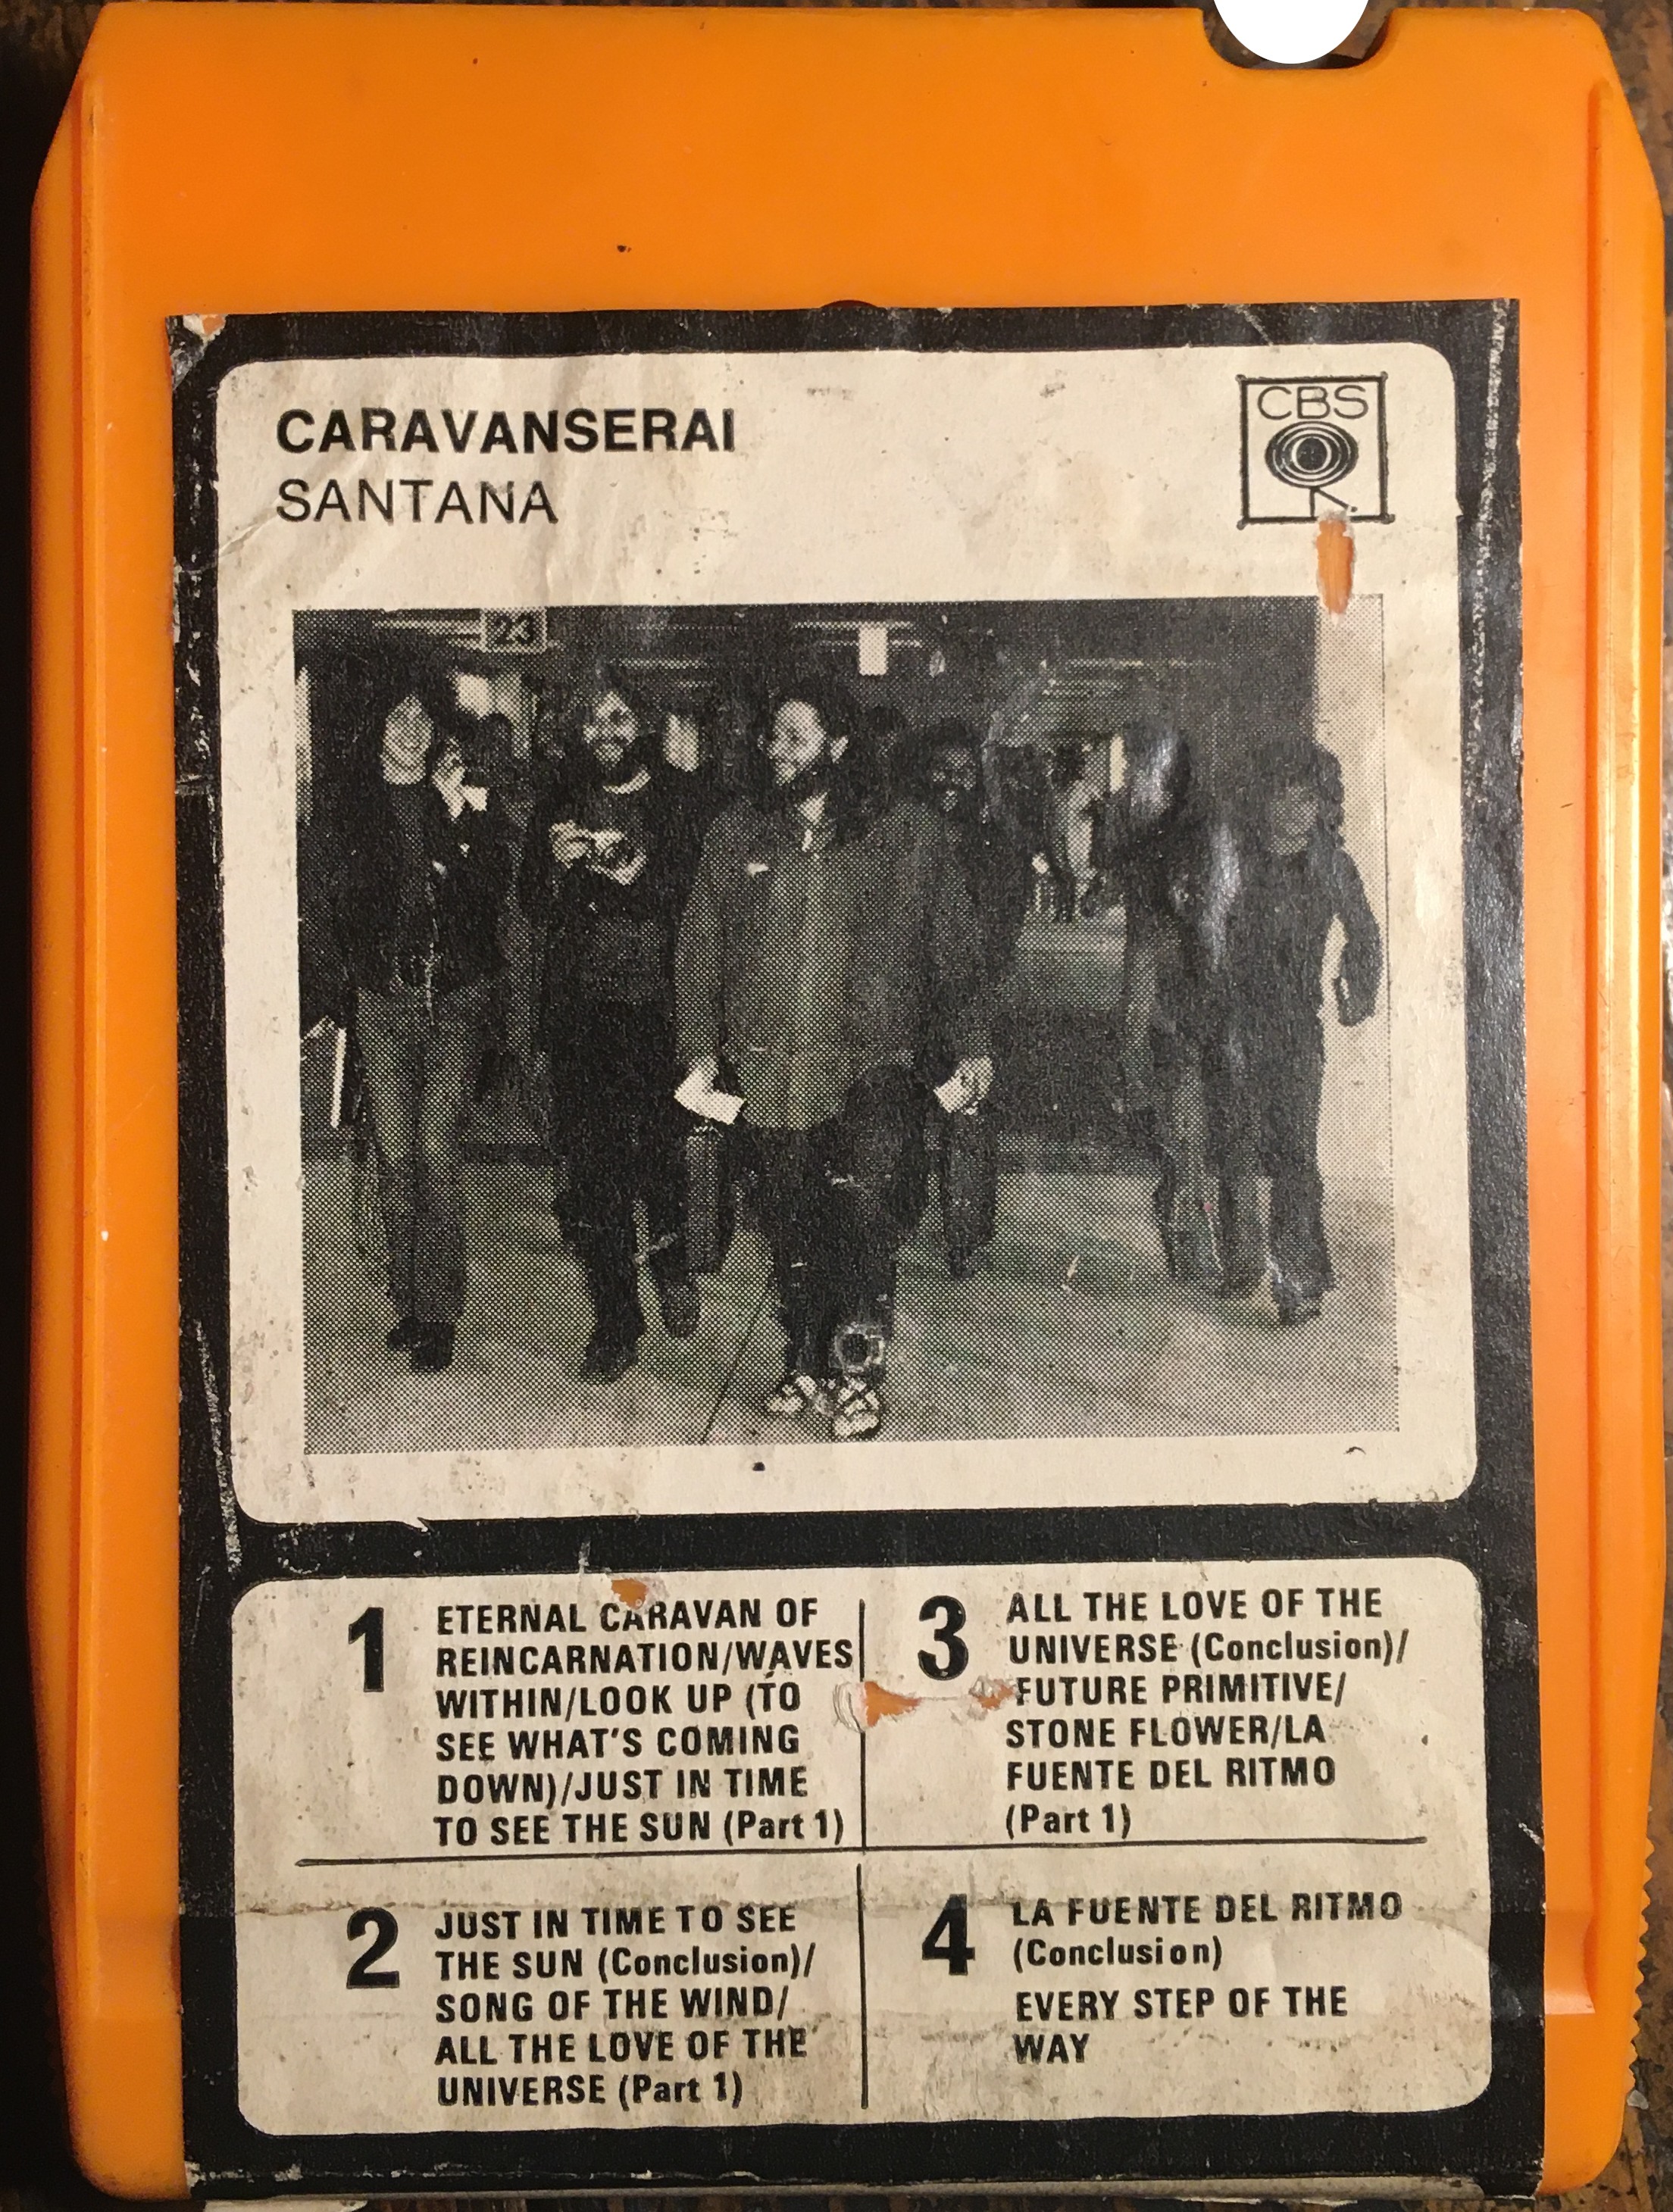 CARAVANSERAI
SANTANA
CBS
23
1
ETERNAL CARAVAN OF
REINCARNATION/WAVES
WITHIN/LOOK UP (TO
SEE WHAT'S COMING
DOWN)/JUST IN TIME
TO SEE THE SUN (Part 1)
2
JUST IN TIME TO SEE
THE SUN (Conclusion)/
SONG OF THE WIND/
ALL THE LOVE OF THE
UNIVERSE (Part 1)
3
ALL THE LOVE OF THE
UNIVERSE (Conclusion)/
FUTURE PRIMITIVE/
STONE FLOWER/LA
FUENTE DEL RITMO
(Part 1)
4
LA FUENTE DEL RITMO
(Conclusion)
EVERY STEP OF THE
WAY